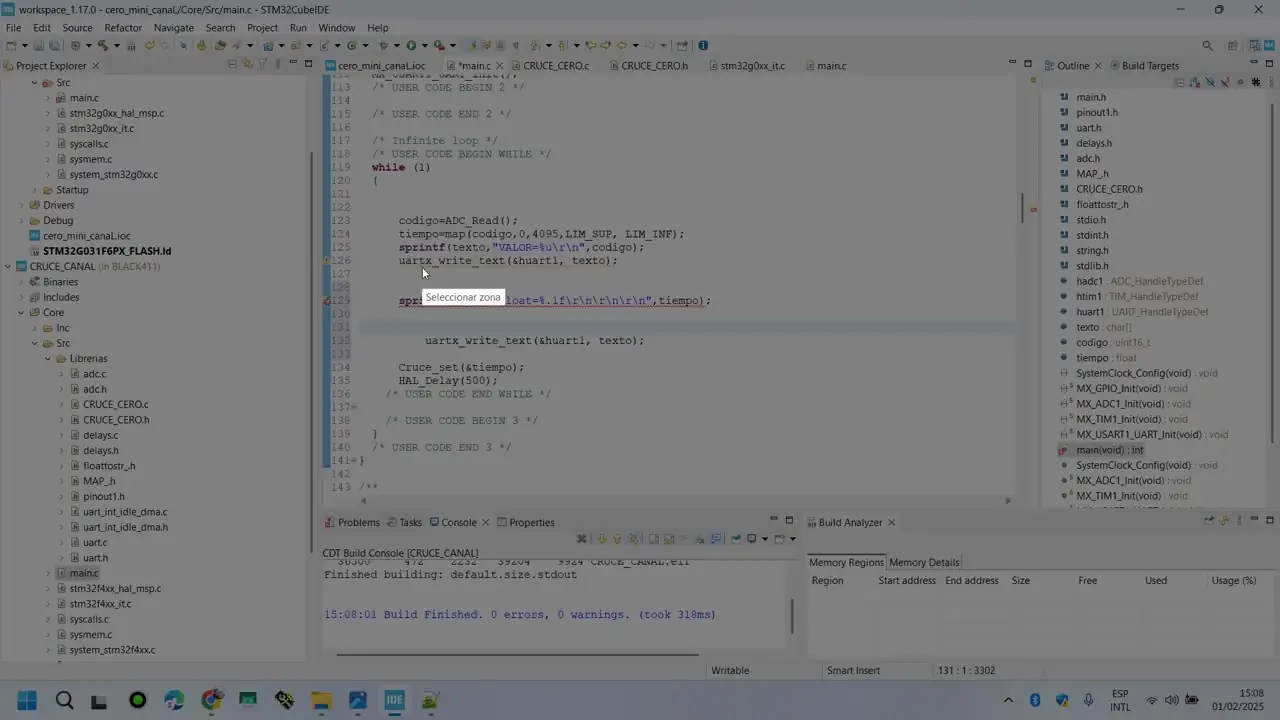 workspace_1.17.0 - cero_mini_canal/Core/Src/main.c - STM32CubeIDE
File Edit Source Refactor Navigate Search Project Run Window Help
Project Explorer
Src
main.c
stm32g0xx_hal_msp.c
stm32g0xx_it.c
syscalls.c
sysmem.c
system_stm32g0xx.c
Startup
Drivers
Debug
cero_mini_canal.ioc
STM32G031F6PX_FLASH.ld
CRUCE_CANAL (in BLACK411)
Binaries
Includes
Core
Inc
Src
Librerias
adc.c
adc.h
CRUCE_CERO.c
CRUCE_CERO.h
delays.c
delays.h
floattostr_.h
MAP_.h
pinout1.h
uart_int_idle_dma.c
uart_int_idle_dma.h
uart.c
uart.h
main.c
stm32f4xx_hal_msp.c
stm32f4xx_it.c
syscalls.c
sysmem.c
system_stm32f4xx.c
cero_mini_canal.ioc *main.c CRUCE_CERO.c CRUCE_CERO.h stm32g0xx_it.c main.c
112 MX_USART1_UART_Init();
113 /* USER CODE BEGIN 2 */
114
115 /* USER CODE END 2 */
116
117 /* Infinite loop */
118 /* USER CODE BEGIN WHILE */
119 while (1)
120 {
121
122
123 codigo=ADC_Read();
124 tiempo=map(codigo,0,4095,LIM_SUP, LIM_INF);
125 sprintf(texto,"VALOR=%u\r\n",codigo);
126 uartx_write_text(&huart1, texto);
127
Seleccionar zona
129 spri loat=%.1f\r\n\r\n\r\n",tiempo);
130
131
132 uartx_write_text(&huart1, texto);
133
134 Cruce_set(&tiempo);
135 HAL_Delay(500);
136 /* USER CODE END WHILE */
137
138 /* USER CODE BEGIN 3 */
139 }
140 /* USER CODE END 3 */
141 }
142
143 /**
Outline Build Targets
main.h
pinout1.h
uart.h
delays.h
adc.h
MAP_.h
CRUCE_CERO.h
floattostr_.h
stdio.h
stdint.h
string.h
stdlib.h
hadc1 : ADC_HandleTypeDef
htim1 : TIM_HandleTypeDef
huart1 : UART_HandleTypeDef
texto : char[]
codigo : uint16_t
tiempo : float
SystemClock_Config(void) : void
MX_GPIO_Init(void) : void
MX_ADC1_Init(void) : void
MX_TIM1_Init(void) : void
MX_USART1_UART_Init(void) : void
main(void) : int
SystemClock_Config(void) : void
MX_ADC1_Init(void) : void
MX_TIM1_Init(void) : void
Problems Tasks Console Properties
CDT Build Console [CRUCE_CANAL]
36500 472 2232 39204 9924 CRUCE_CANAL.elf
Finished building: default.size.stdout
15:08:01 Build Finished. 0 errors, 0 warnings. (took 318ms)
Build Analyzer
Memory Regions Memory Details
Region Start address End address Size Free Used Usage (%)
Writable Smart Insert 131 : 1 : 3302
IDE
ESP
INTL
15:08
01/02/2025